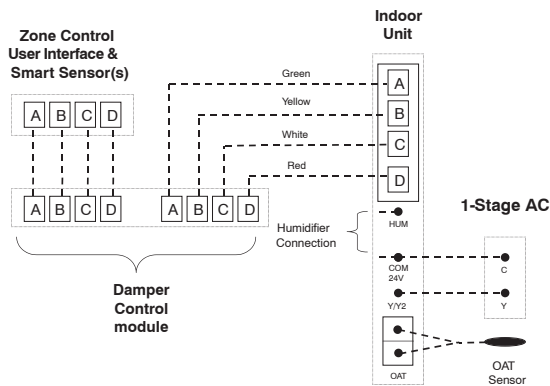 Zone Control
User Interface &
Smart Sensor(s)
A B C D
A B C D
A B C D
Damper
Control
module
Green
Yellow
White
Red
Indoor
Unit
A
B
C
D
Humidifier
Connection
HUM
COM
24V
Y/Y2
OAT
1-Stage AC
C
Y
OAT
Sensor